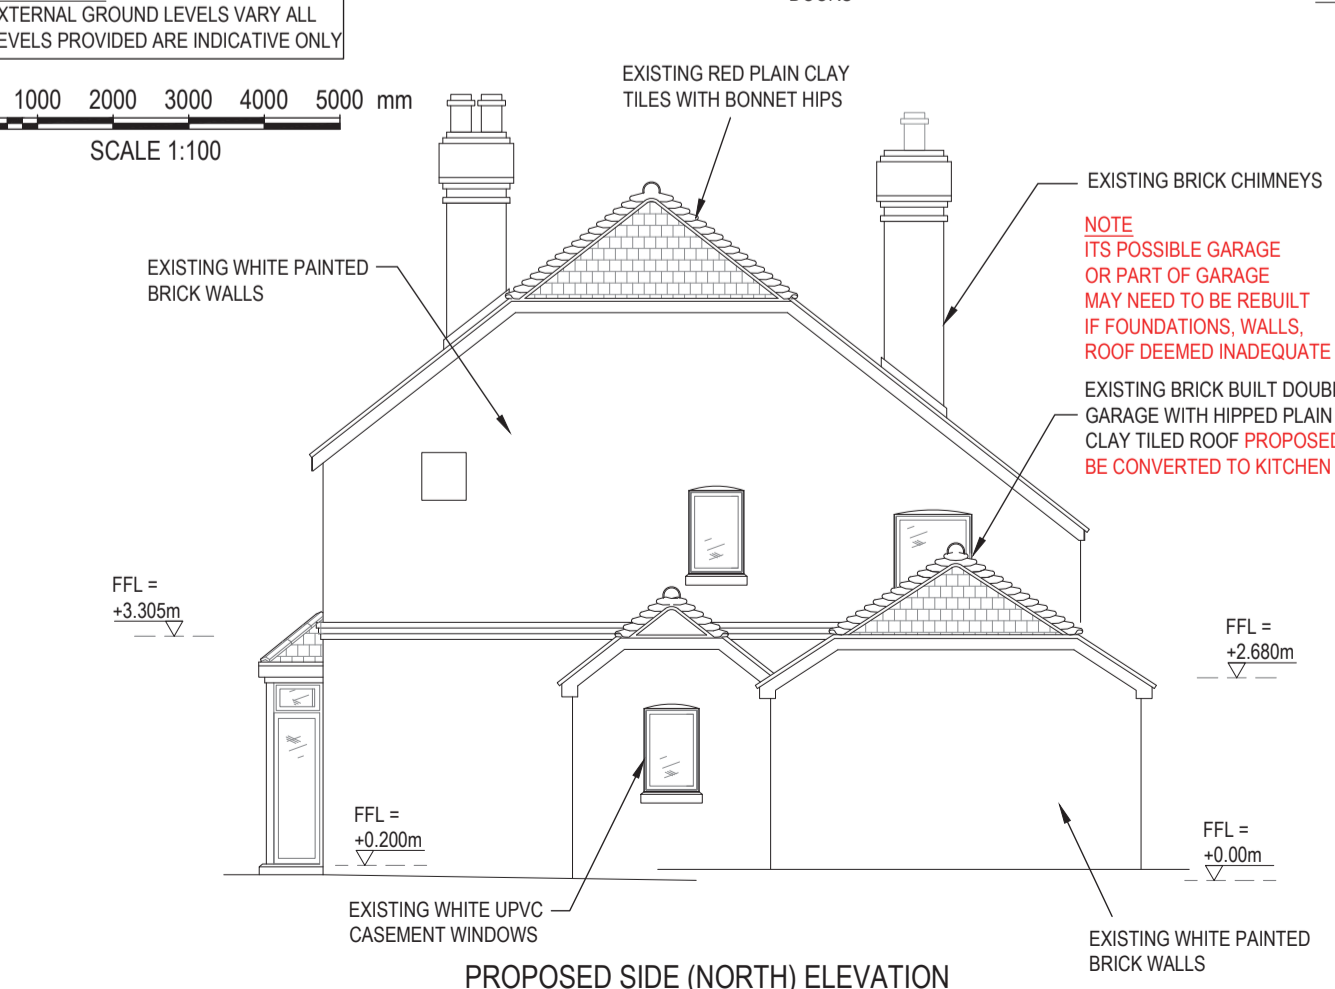 XTERNAL GROUND LEVELS VARY ALL
EVELS PROVIDED ARE INDICATIVE ONLY
1000 2000 3000 4000 5000 mm
SCALE 1:100
EXISTING RED PLAIN CLAY
TILES WITH BONNET HIPS
EXISTING BRICK CHIMNEYS
NOTE
ITS POSSIBLE GARAGE
OR PART OF GARAGE
MAY NEED TO BE REBUILT
IF FOUNDATIONS, WALLS,
ROOF DEEMED INADEQUATE
EXISTING WHITE PAINTED
BRICK WALLS
EXISTING BRICK BUILT DOUB
GARAGE WITH HIPPED PLAIN
CLAY TILED ROOF PROPOSED
BE CONVERTED TO KITCHEN
FFL =
+3.305m
FFL =
+2.680m
FFL =
+0.200m
FFL =
+0.00m
EXISTING WHITE UPVC
CASEMENT WINDOWS
EXISTING WHITE PAINTED
BRICK WALLS
PROPOSED SIDE (NORTH) ELEVATION